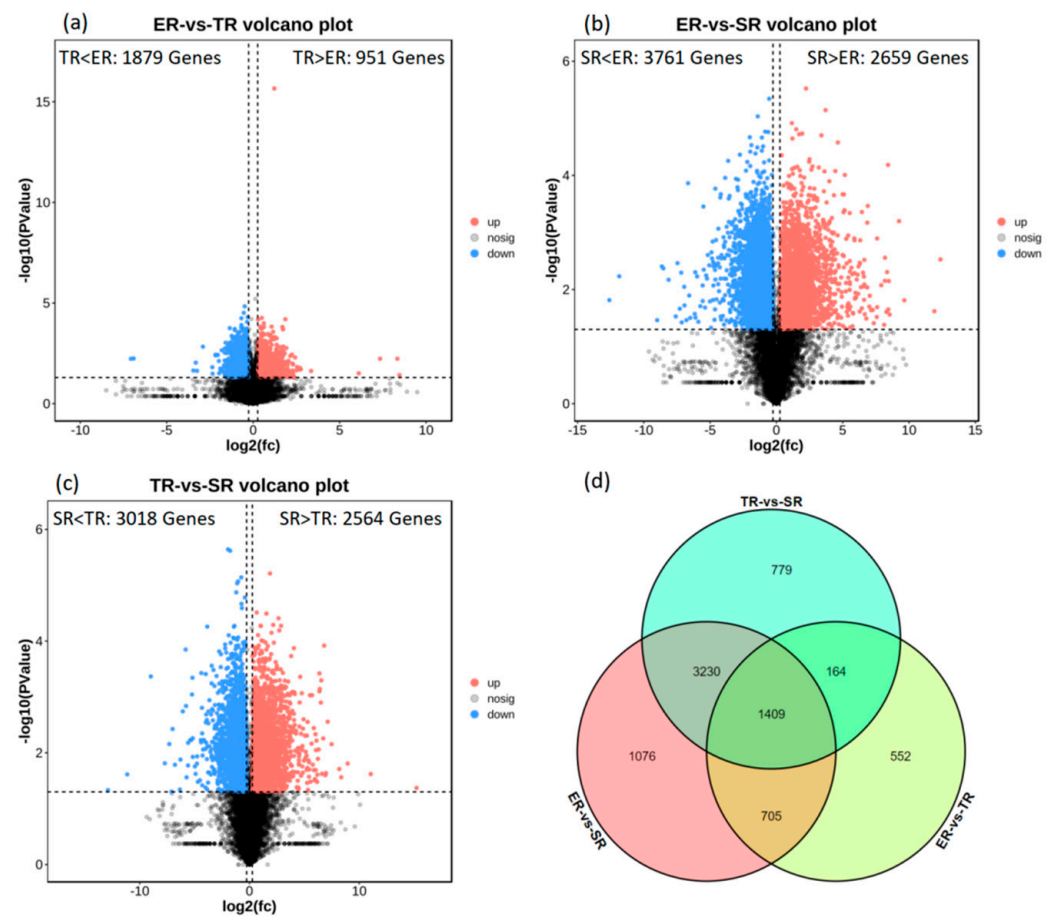 (a)
ER-vs-TR volcano plot
TR<ER: 1879 Genes
TR>ER: 951 Genes
15
10
5
0
-log10(PValue)
-10
-5
0
5
10
log2(fc)
up
nosig
down
(b)
ER-vs-SR volcano plot
SR<ER: 3761 Genes
SR>ER: 2659 Genes
6
4
2
0
-log10(PValue)
-15
-10
-5
0
5
10
15
log2(fc)
up
nosig
down
(c)
TR-vs-SR volcano plot
SR<TR: 3018 Genes
SR>TR: 2564 Genes
6
4
2
0
-log10(PValue)
-10
0
10
log2(fc)
up
nosig
down
(d)
TR-vs-SR
779
3230
164
1409
1076
552
705
ER-vs-SR
ER-vs-TR